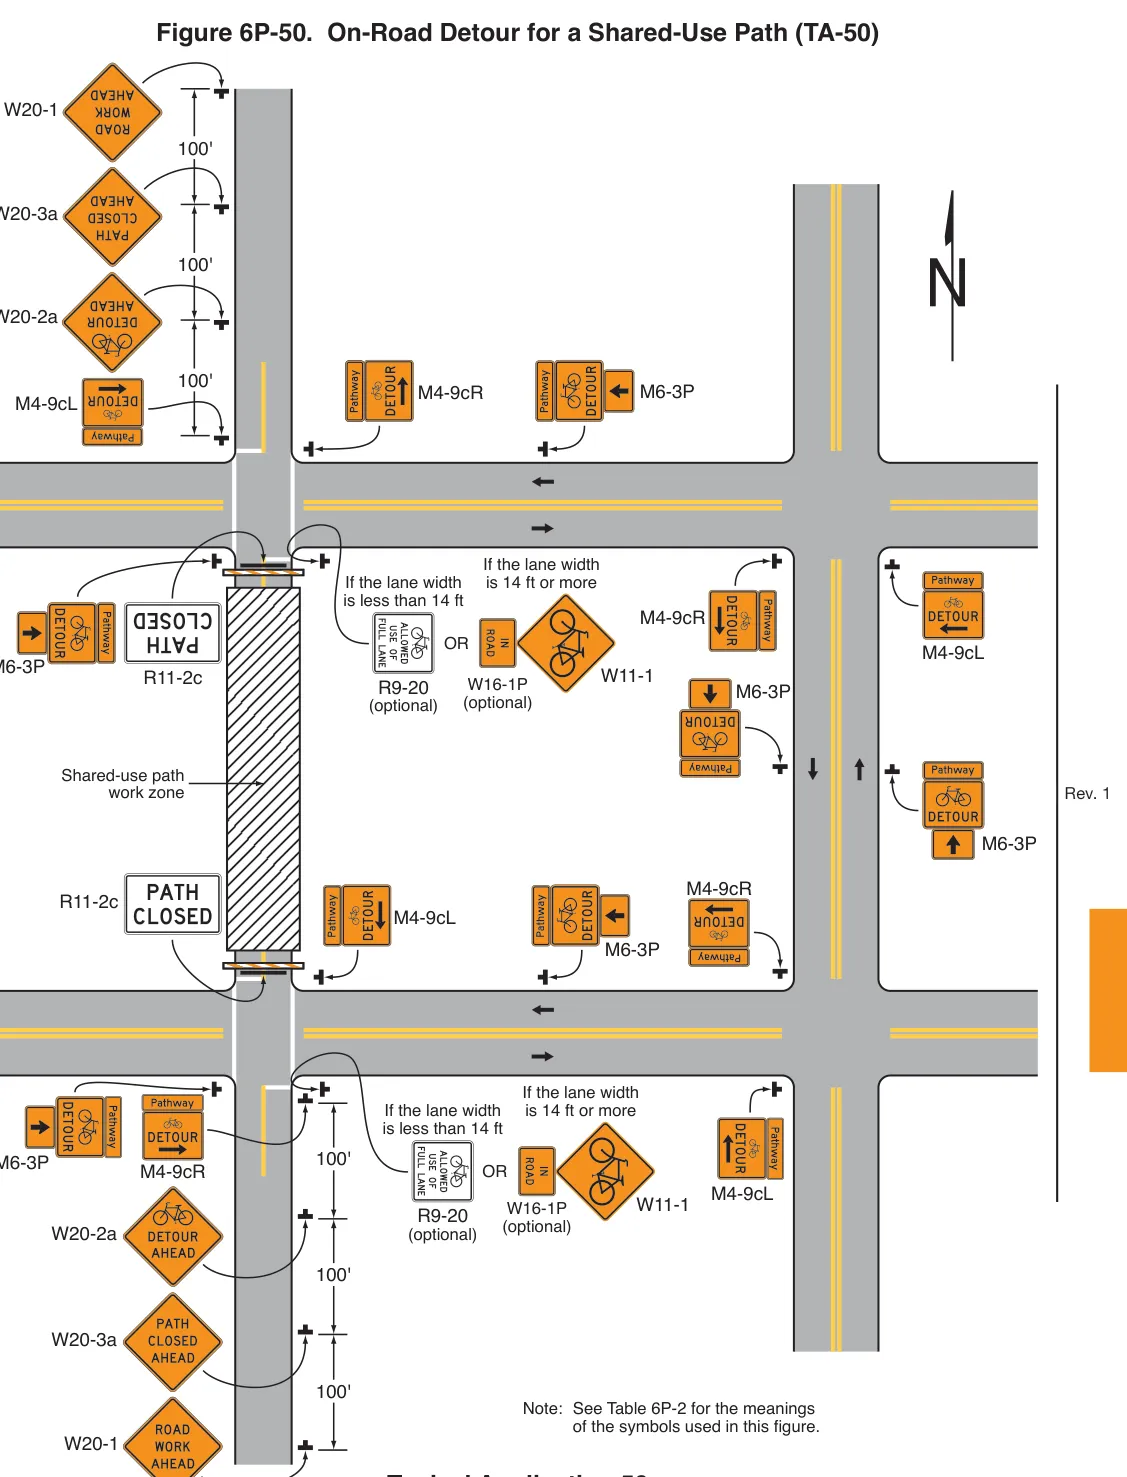 Figure 6P-50. On-Road Detour for a Shared-Use Path (TA-50)
W20-1
ROAD
WORK
AHEAD
100'
W20-3a
PATH
CLOSED
AHEAD
100'
W20-2a
DETOUR
AHEAD
100'
M4-9cL
DETOUR
Pathway
Pathway
DETOUR
M4-9cR
Pathway
DETOUR
M6-3P
N
M6-3P
DETOUR
Pathway
PATH
CLOSED
R11-2c
If the lane width
is less than 14 ft
ALLOWED
USE OF
FULL LANE
R9-20
(optional)
OR
If the lane width
is 14 ft or more
IN
ROAD
W16-1P
(optional)
W11-1
M4-9cR
DETOUR
Pathway
Pathway
DETOUR
M4-9cL
M6-3P
DETOUR
Pathway
Pathway
DETOUR
M6-3P
Shared-use path
work zone
Rev. 1
R11-2c
PATH
CLOSED
Pathway
DETOUR
M4-9cL
Pathway
DETOUR
M6-3P
M4-9cR
DETOUR
Pathway
M6-3P
DETOUR
Pathway
Pathway
DETOUR
M4-9cR
100'
If the lane width
is less than 14 ft
ALLOWED
USE OF
FULL LANE
R9-20
(optional)
OR
If the lane width
is 14 ft or more
IN
ROAD
W16-1P
(optional)
W11-1
DETOUR
Pathway
M4-9cL
W20-2a
DETOUR
AHEAD
100'
W20-3a
PATH
CLOSED
AHEAD
100'
W20-1
ROAD
WORK
AHEAD
Note: See Table 6P-2 for the meanings
of the symbols used in this figure.